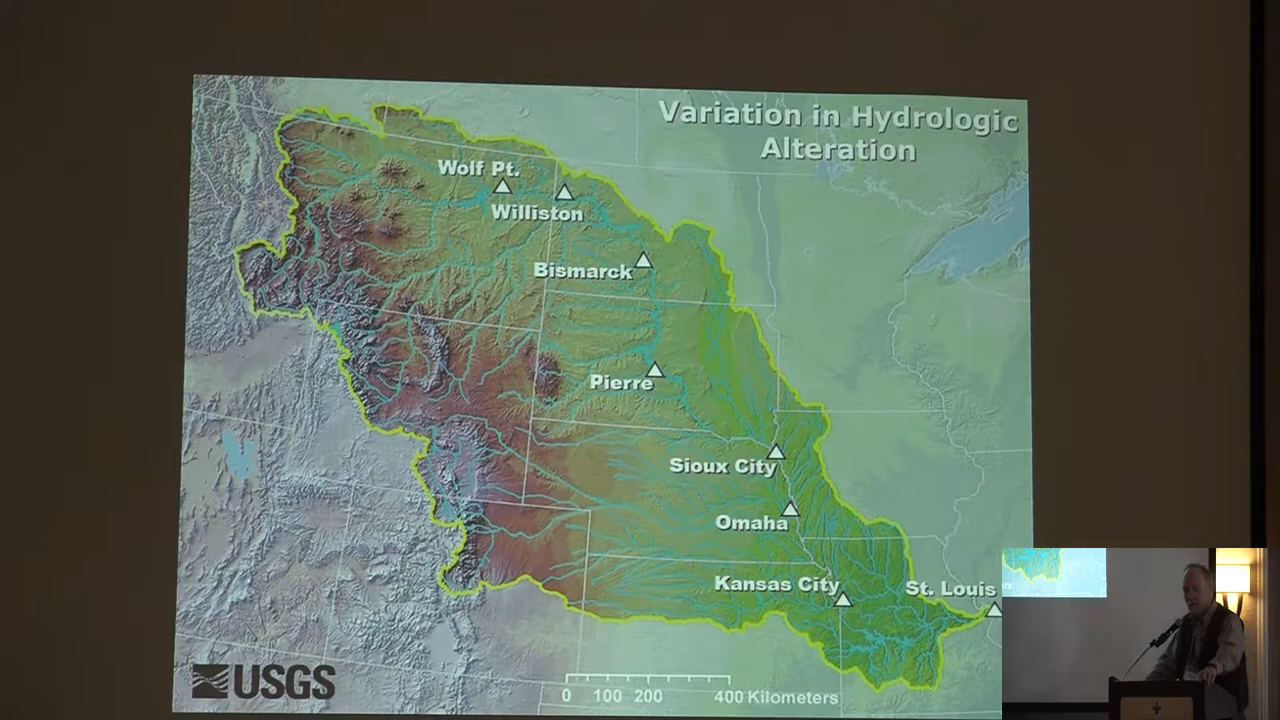 Variation in Hydrologic
Alteration
Wolf Pt.
Williston
Bismarck
Pierre
Sioux City
Omaha
Kansas City
St. Louis
USGS
0 100 200 400 Kilometers